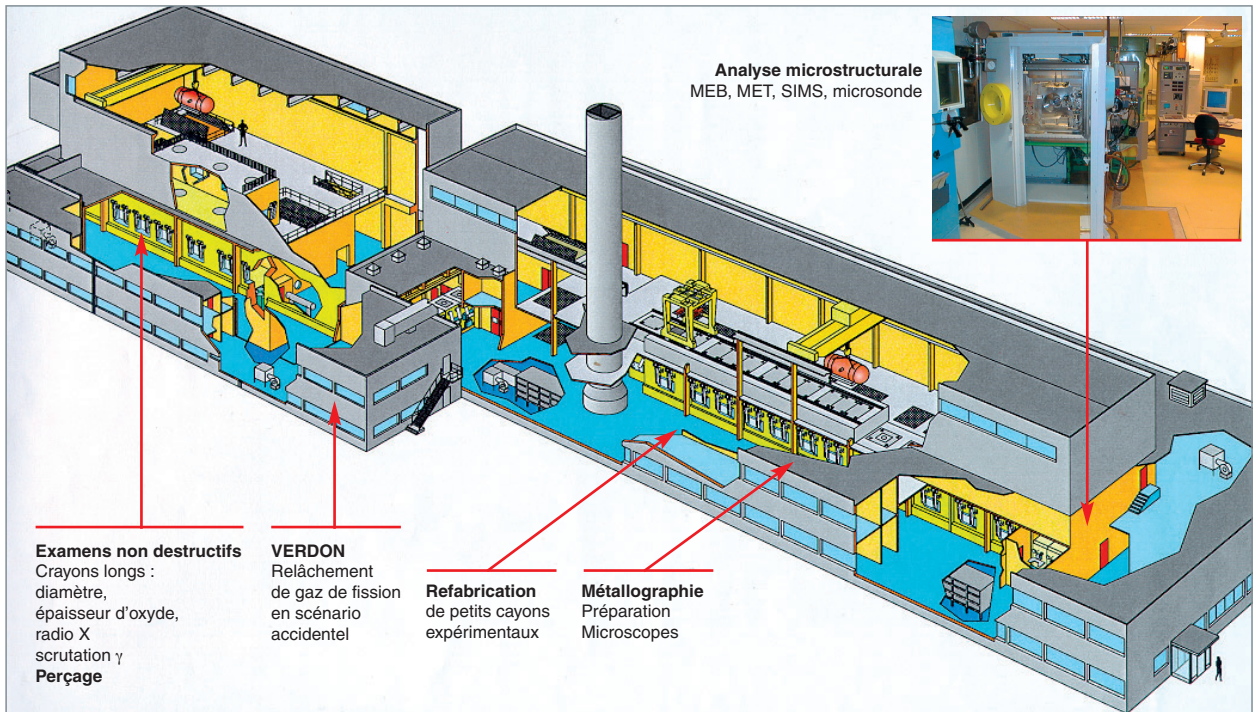 Analyse microstructurale
MEB, MET, SIMS, microsonde
Examens non destructifs
Crayons longs :
diamètre,
épaisseur d'oxyde,
radio X
scrutation γ
Perçage
VERDON
Relâchement
de gaz de fission
en scénario
accidentel
Refabrication
de petits cayons
expérimentaux
Métallographie
Préparation
Microscopes